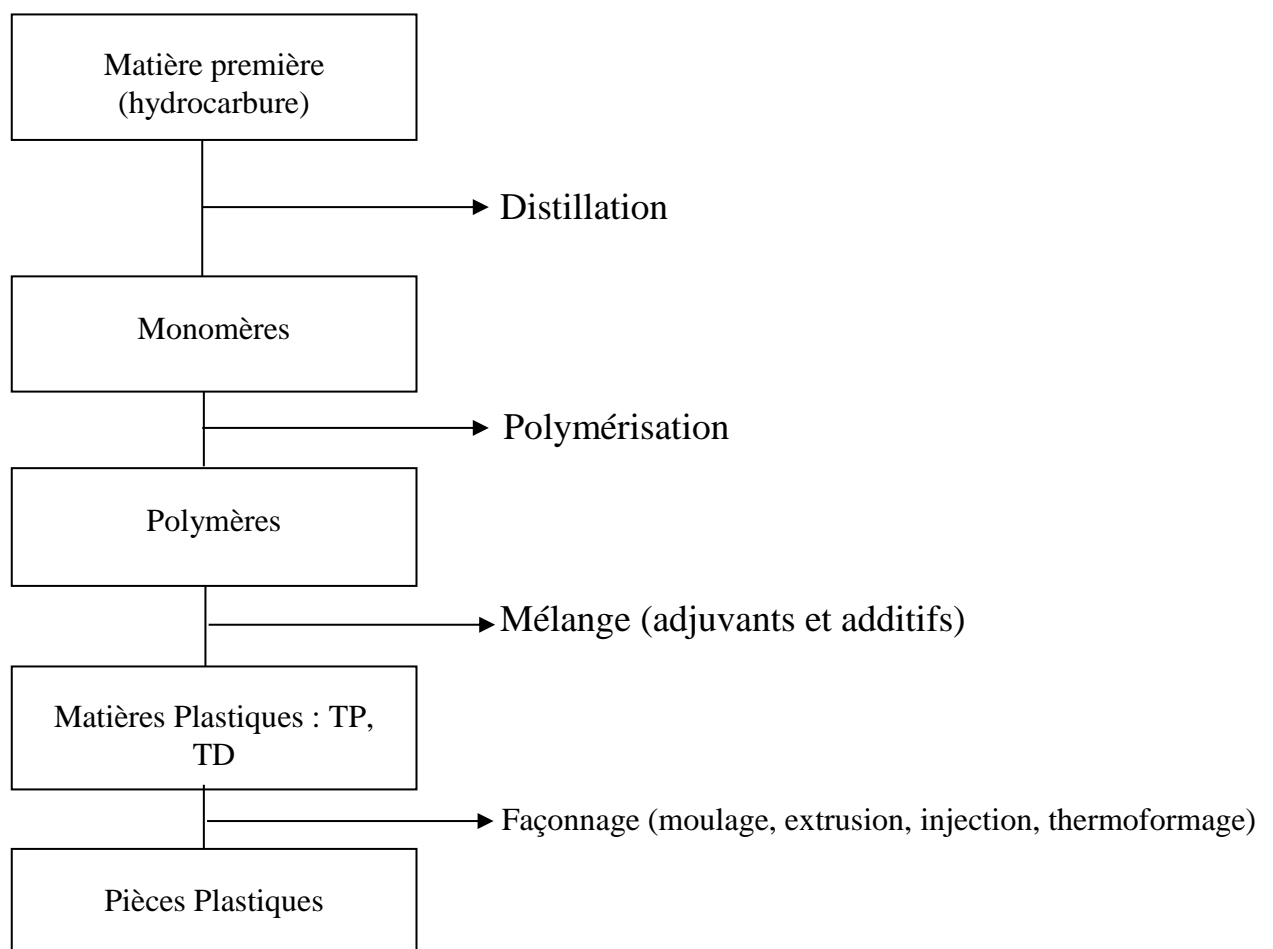 Matière première
(hydrocarbure)
Distillation
Monomères
Polymérisation
Polymères
Mélange (adjuvants et additifs)
Matières Plastiques : TP,
TD
Façonnage (moulage, extrusion, injection, thermoformage)
Pièces Plastiques